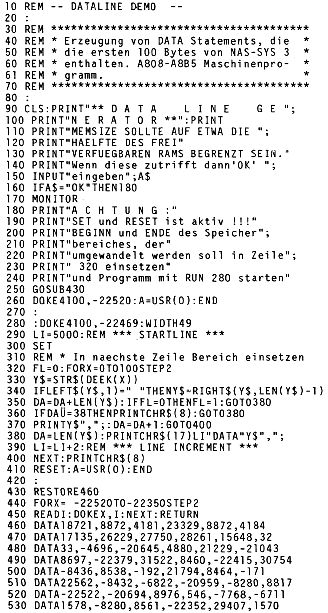 10 REM -- DATALINE DEMO --
20 :
30 REM **************************************
40 REM * Erzeugung von DATA Statements, die *
50 REM * die ersten 100 Bytes von NAS-SYS 3 *
60 REM * enthalten. A808-A8B5 Maschinenpro- *
61 REM * gramm. *
70 REM **************************************
80 :
90 CLS:PRINT"** D A T A   L I N E   G E";
100 PRINT"N E R A T O R **":PRINT
110 PRINT"MEMSIZE SOLLTE AUF ETWA DIE ";
120 PRINT"HAELFTE DES FREI"
130 PRINT"VERFUEGBAREN RAMS BEGRENZT SEIN."
140 PRINT"Wenn diese zutrifft dann'OK' ";
150 INPUT"eingeben";A$
160 IFA$="OK"THEN180
170 MONITOR
180 PRINT"A C H T U N G :"
190 PRINT"SET und RESET ist aktiv !!!"
200 PRINT"BEGINN und ENDE des Speicher";
210 PRINT"bereiches, der"
220 PRINT"umgewandelt werden soll in Zeile";
230 PRINT" 320 einsetzen"
240 PRINT"und Programm mit RUN 280 starten"
250 GOSUB430
260 DOKE4100,-22520:A=USR(0):END
270 :
280 :DOKE4100,-22469:WIDTH49
290 LI=5000:REM *** STARTLINE ***
300 SET
310 REM * In naechste Zeile Bereich einsetzen
320 FL=0:FORX=0TO100STEP2
330 Y$=STR$(DEEK(X))
340 IFLEFT$(Y$,1)=" "THENY$=RIGHT$(Y$,LEN(Y$)-1)
350 DA=DA+LEN(Y$):IFFL=0THENFL=1:GOTO380
360 IFDAÜ=38THENPRINTCHR$(8):GOTO380
370 PRINTY$",";:DA=DA+1:GOTO400
380 DA=LEN(Y$):PRINTCHR$(17)LI"DATA"Y$",";
390 LI=LI+2:REM *** LINE INCREMENT ***
400 NEXT:PRINTCHR$(8)
410 RESET:A=USR(0):END
420 :
430 RESTORE460
440 FORX= -22520TO-22350STEP2
450 READI:DOKEX,I:NEXT:RETURN
460 DATA18721,8872,4181,23329,8872,4184
470 DATA17135,26229,27750,28261,15648,32
480 DATA33,-4696,-20645,4880,21229,-21043
490 DATA8697,-22379,31522,8460,-22415,30754
500 DATA-8436,8538,-192,21794,8464,-171
510 DATA22562,-8432,-6822,-20959,-8280,8817
520 DATA-22522,-20694,8976,546,-7768,-6711
530 DATA1578,-8280,8561,-22352,29407,1570